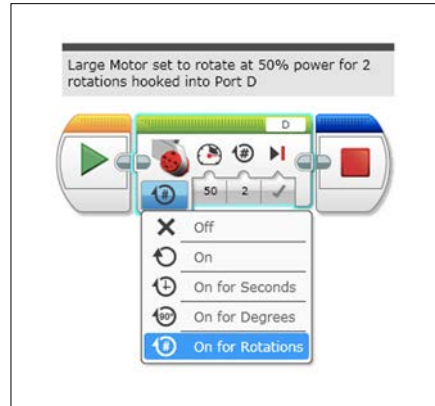 Large Motor set to rotate at 50% power for 2
rotations hooked into Port D
D
#
50 2
#
Off
On
On for Seconds
90° On for Degrees
# On for Rotations